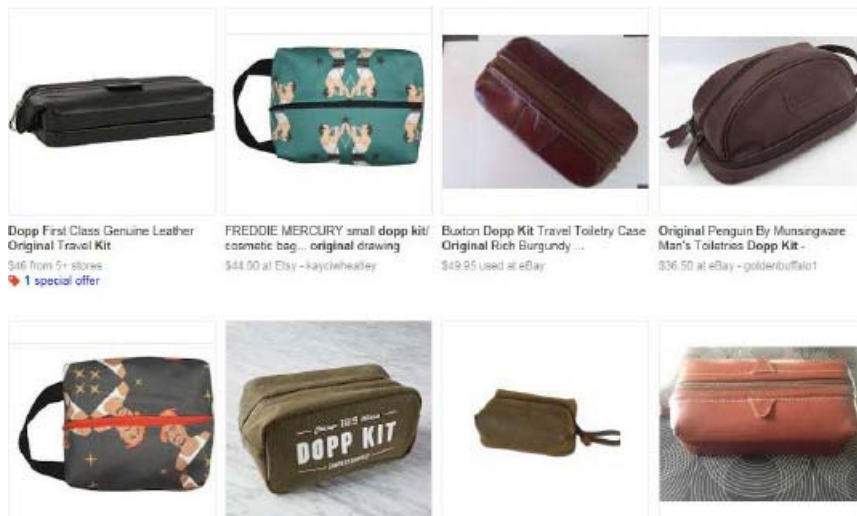 Dopp First Class Genuine Leather
Original Travel Kit
$46 from 5+ stores
1 special offer
FREDDIE MERCURY small dopp kit/
cosmetic bag... original drawing
$44.00 at Etsy - kayciwheatley
Buxton Dopp Kit Travel Toiletry Case
Original Rich Burgundy ...
$49.95 used at eBay
Original Penguin By Munsingware
Man's Toiletries Dopp Kit -
$36.50 at eBay - goldenbuffalo1
DOPP KIT